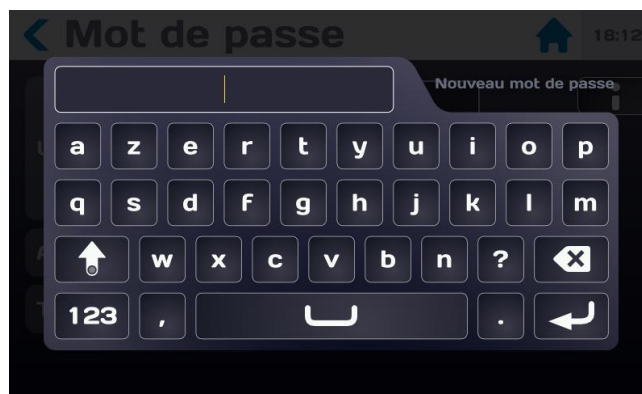 Mot de passe
18:12
Nouveau mot de passe
a z e r t y u i o p
q s d f g h j k l m
w x c v b n ?
123 , .